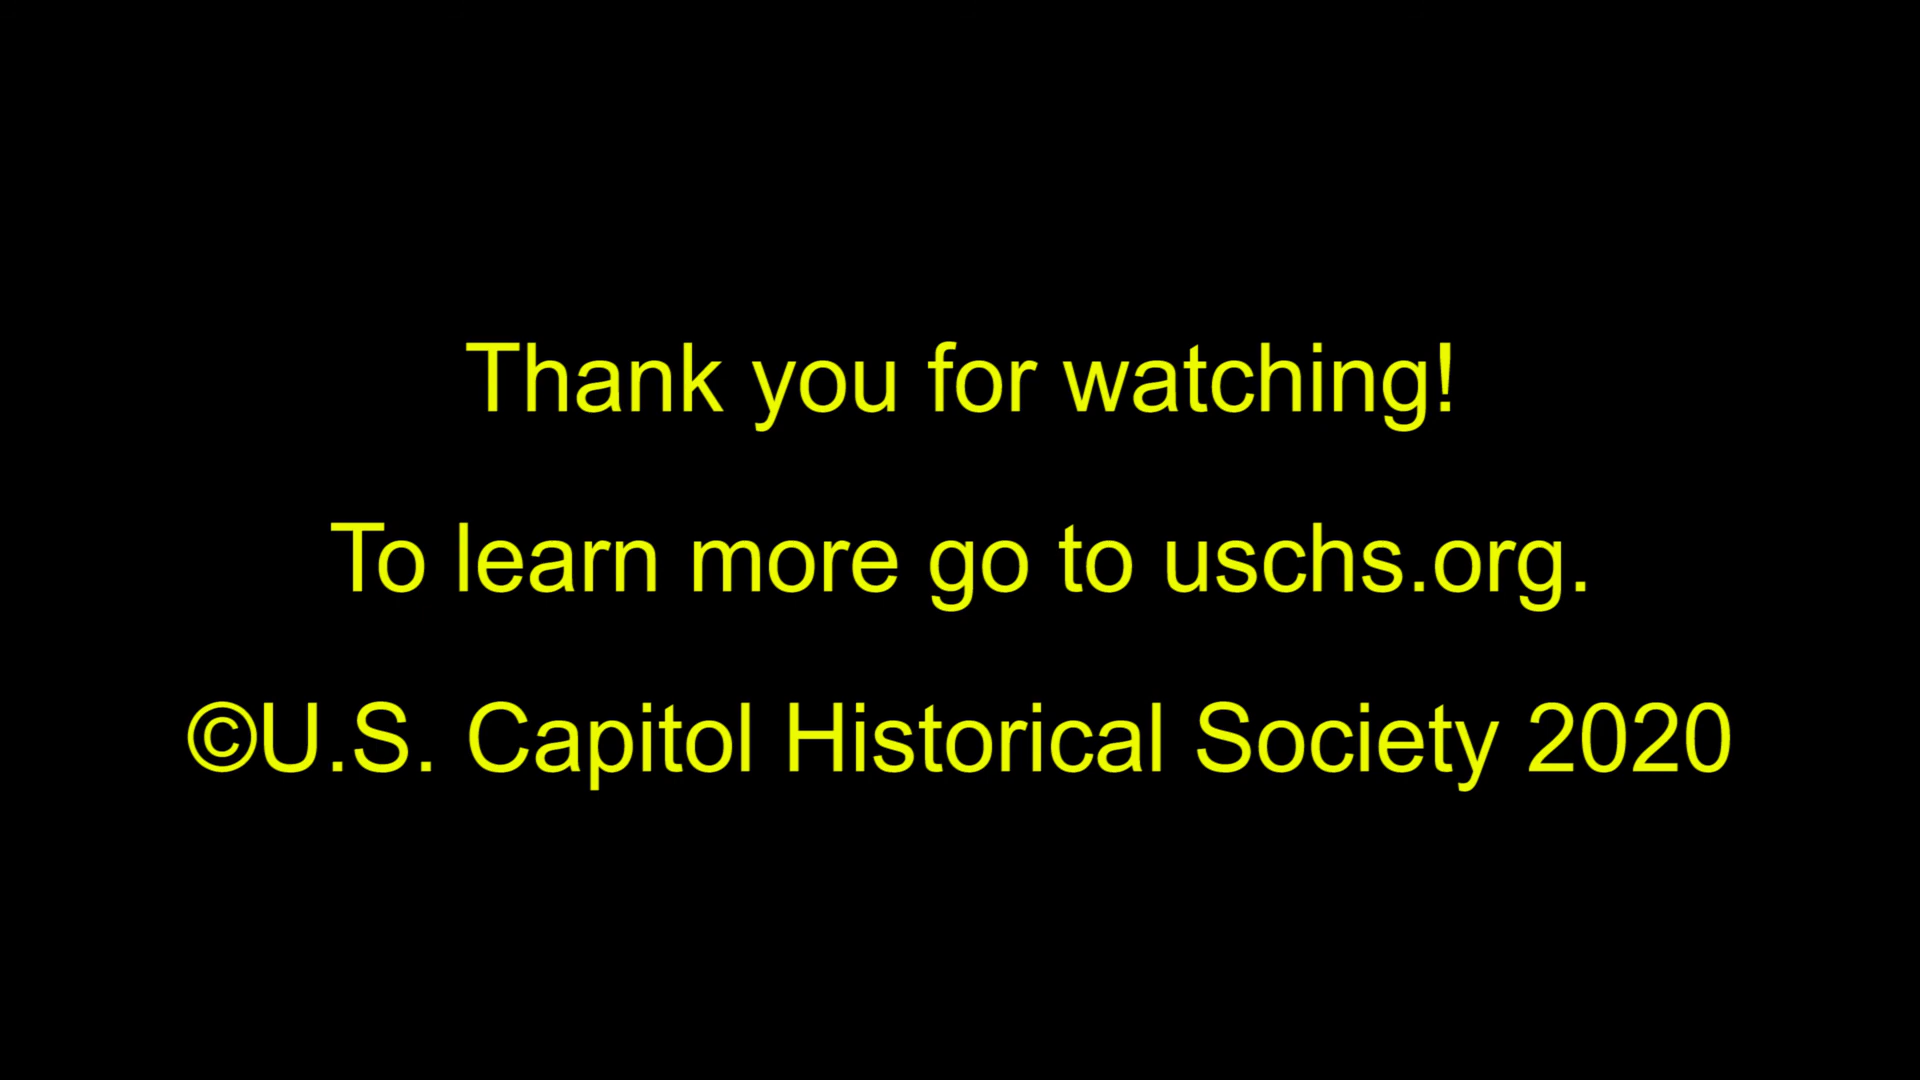 Thank you for watching!
To learn more go to uschs.org.
©U.S. Capitol Historical Society 2020